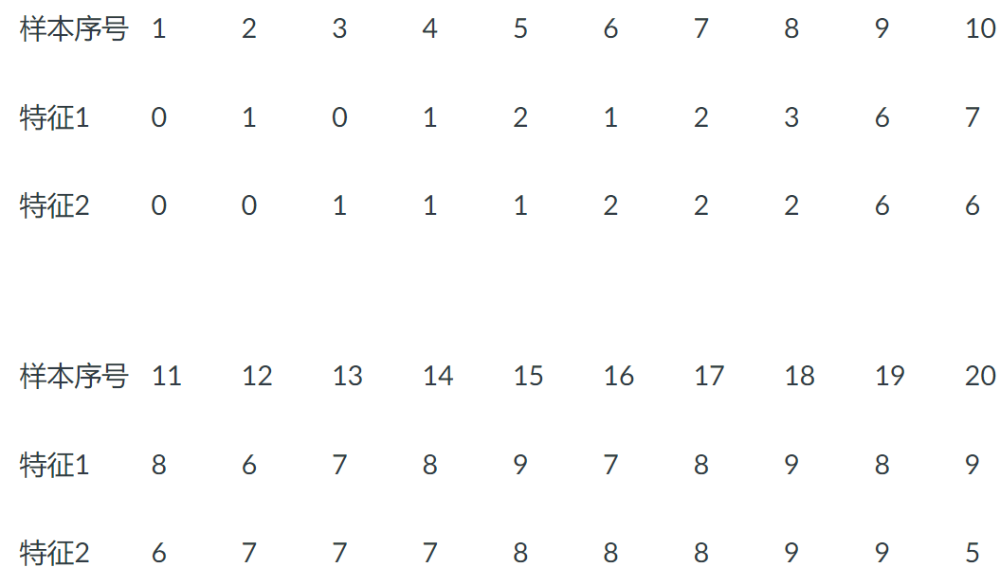 样本序号 1 2 3 4 5 6 7 8 9 10
特征1 0 1 0 1 2 1 2 3 6 7
特征2 0 0 1 1 1 2 2 2 6 6
样本序号 11 12 13 14 15 16 17 18 19 20
特征1 8 6 7 8 9 7 8 9 8 9
特征2 6 7 7 7 8 8 8 9 9 5